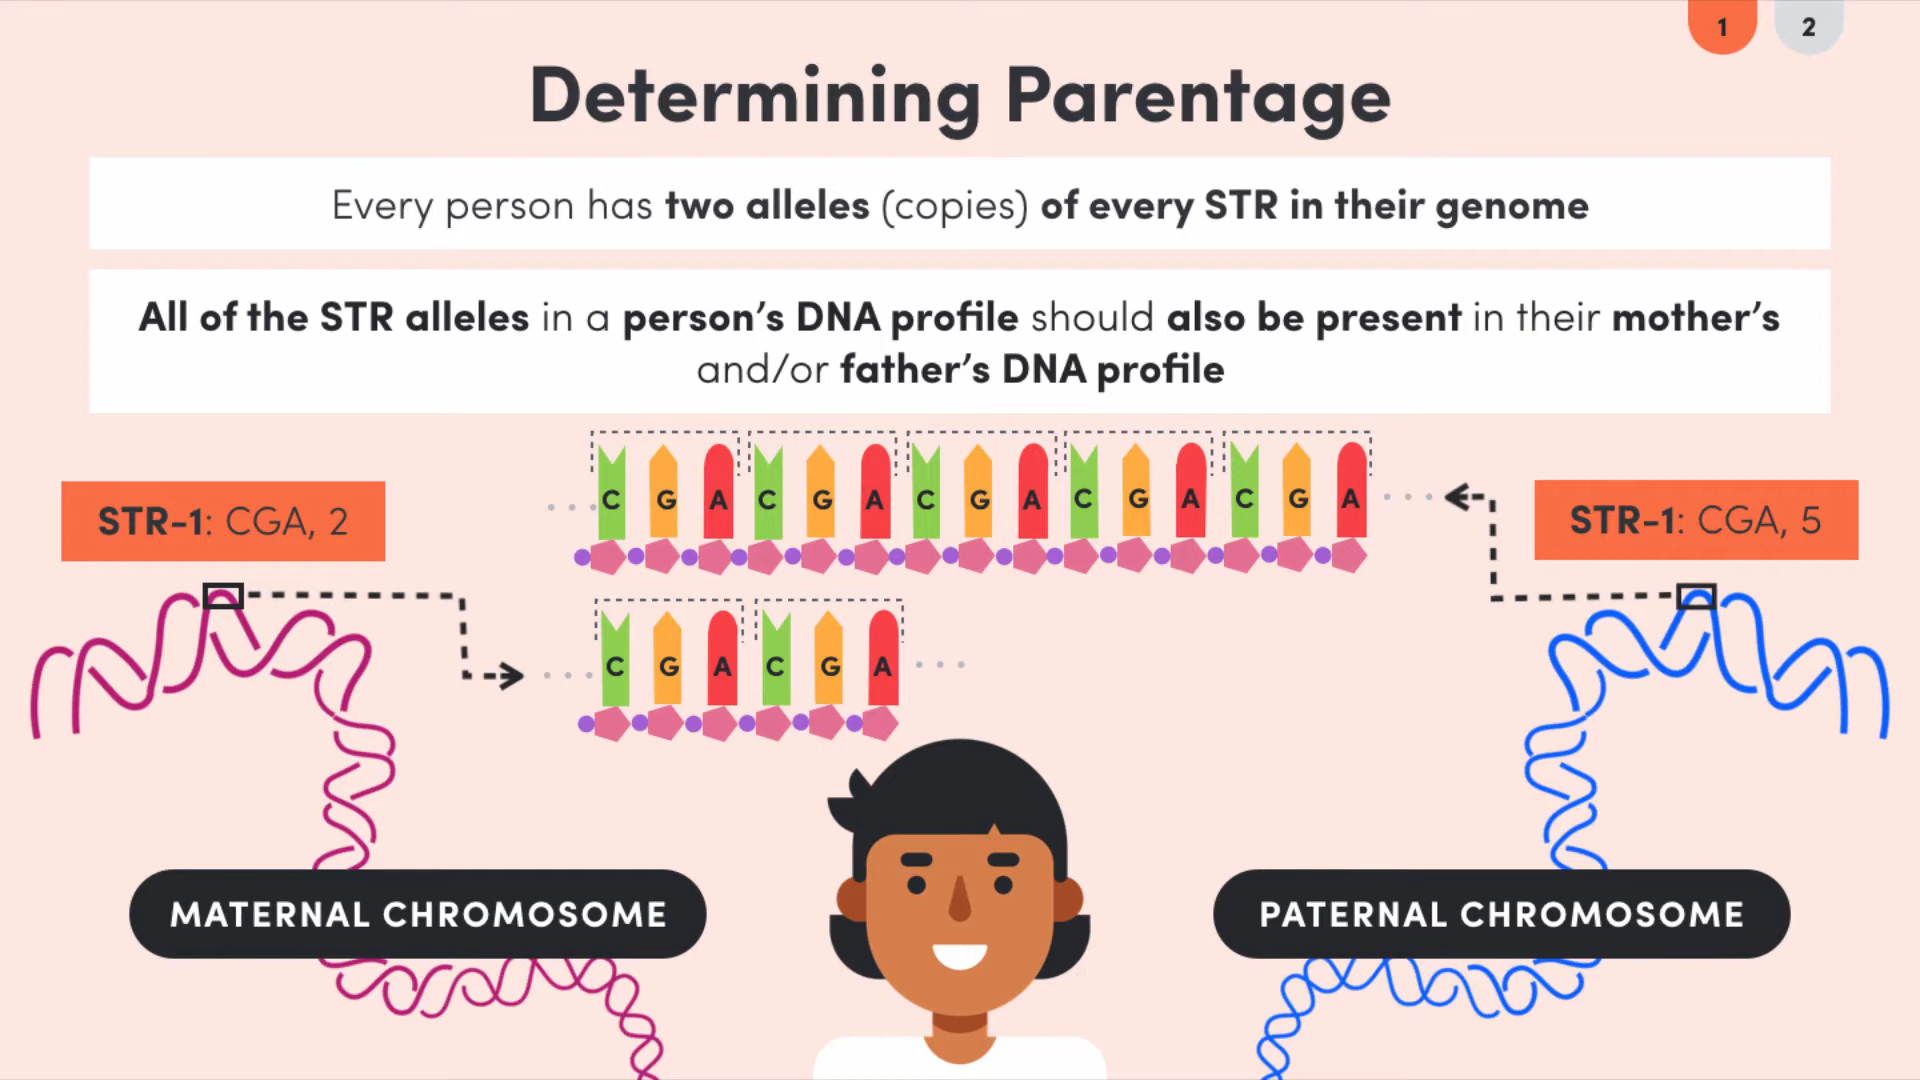 1 2
Determining Parentage
Every person has two alleles (copies) of every STR in their genome
All of the STR alleles in a person's DNA profile should also be present in their mother's
and/or father's DNA profile
C G A C G A C G A C G A C G A
STR-1: CGA, 2
STR-1: CGA, 5
C G A C G A
MATERNAL CHROMOSOME
PATERNAL CHROMOSOME